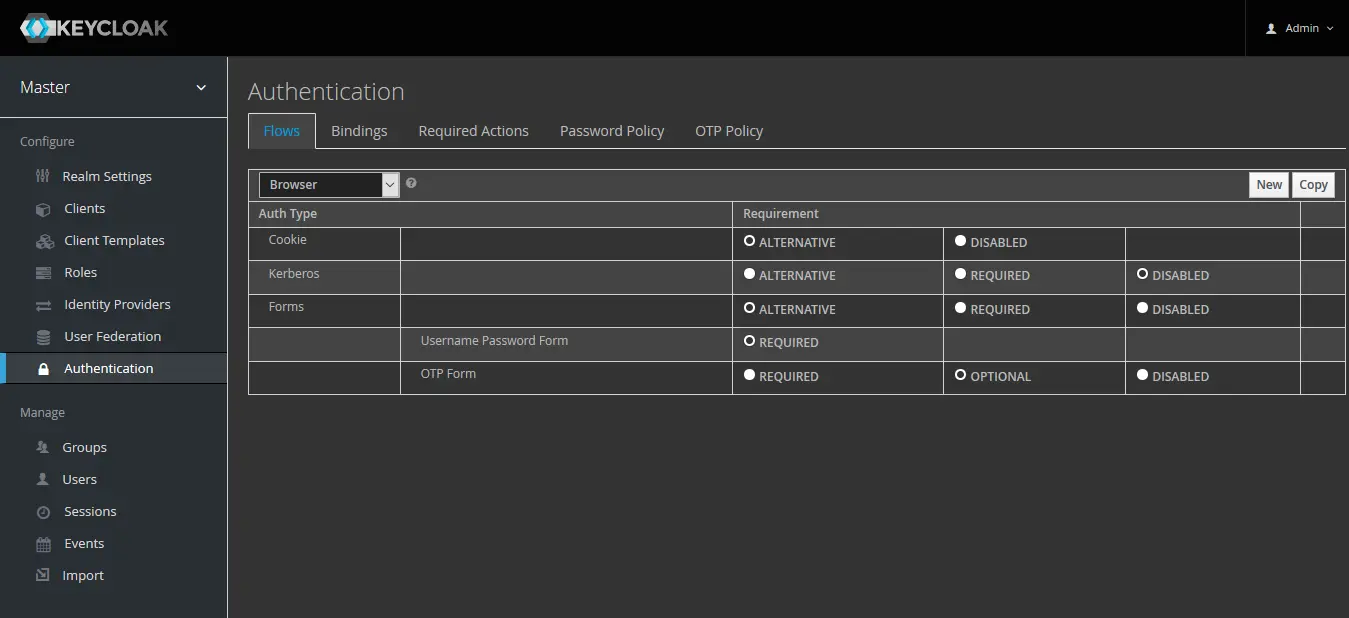 KEYCLOAK
Admin
Master
Configure
Realm Settings
Clients
Client Templates
Roles
Identity Providers
User Federation
Authentication
Manage
Groups
Users
Sessions
Events
Import
Authentication
Flows Bindings Required Actions Password Policy OTP Policy
Browser ? New Copy
Auth Type Requirement
Cookie ALTERNATIVE DISABLED
Kerberos ALTERNATIVE REQUIRED DISABLED
Forms ALTERNATIVE REQUIRED DISABLED
Username Password Form REQUIRED
OTP Form REQUIRED OPTIONAL DISABLED